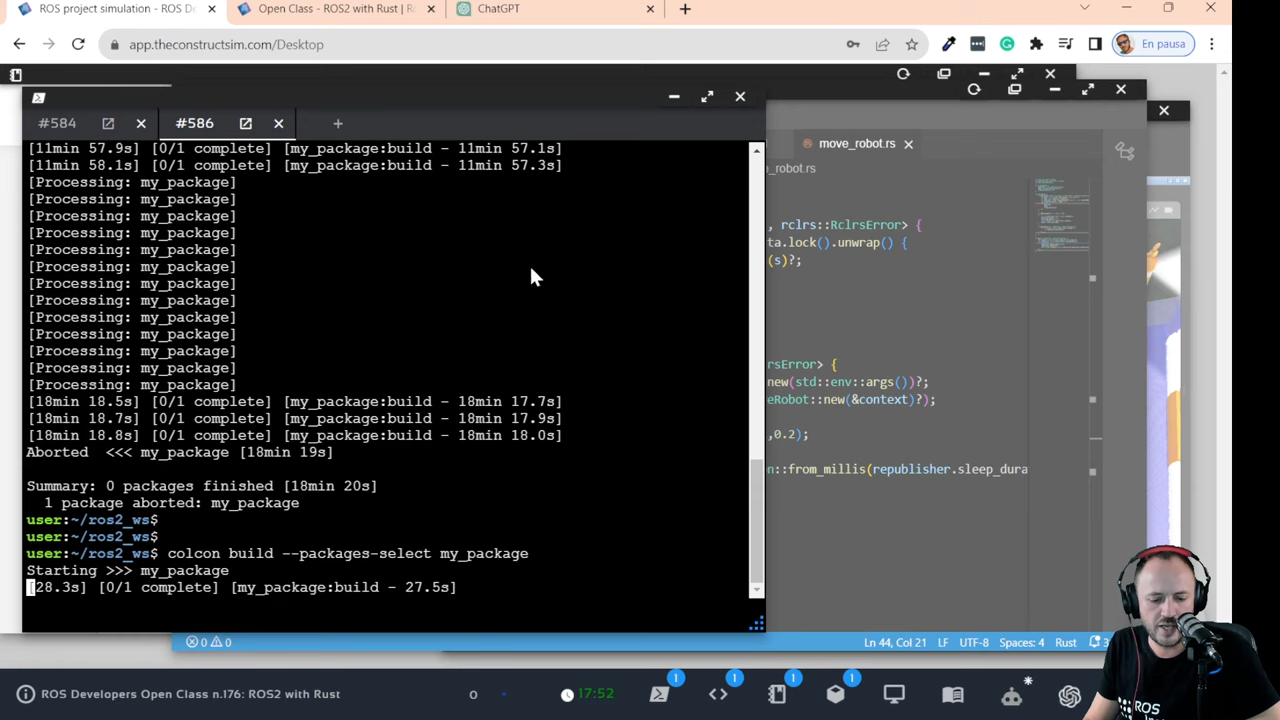 ROS project simulation - ROS De
Open Class - ROS2 with Rust | R
ChatGPT
app.theconstructsim.com/Desktop
En pausa
#584
#586
[11min 57.9s] [0/1 complete] [my_package:build - 11min 57.1s]
[11min 58.1s] [0/1 complete] [my_package:build - 11min 57.3s]
[Processing: my_package]
[Processing: my_package]
[Processing: my_package]
[Processing: my_package]
[Processing: my_package]
[Processing: my_package]
[Processing: my_package]
[Processing: my_package]
[Processing: my_package]
[Processing: my_package]
[Processing: my_package]
[Processing: my_package]
[Processing: my_package]
[18min 18.5s] [0/1 complete] [my_package:build - 18min 17.7s]
[18min 18.7s] [0/1 complete] [my_package:build - 18min 17.9s]
[18min 18.8s] [0/1 complete] [my_package:build - 18min 18.0s]
Aborted <<< my_package [18min 19s]
Summary: 0 packages finished [18min 20s]
1 package aborted: my_package
user:~/ros2_ws$
user:~/ros2_ws$
user:~/ros2_ws$ colcon build --packages-select my_package
Starting >>> my_package
[28.3s] [0/1 complete] [my_package:build - 27.5s]
move_robot.rs
_robot.rs
, rclrs::RclrsError> {
ta.lock().unwrap() {
(s)?;
rsError> {
new(std::env::args())?;
eRobot::new(&context)?);
,0.2);
n::from_millis(republisher.sleep_dura
0 0
Ln 44, Col 21
LF
UTF-8
Spaces: 4
Rust
ROS Developers Open Class n.176: ROS2 with Rust
17:52
1
1
1
1
ROS